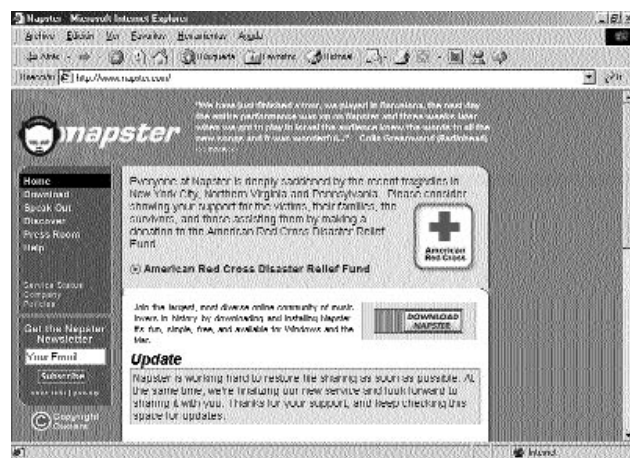 Napster - Microsoft Internet Explorer
Archivo Edición Ver Favoritos Herramientas Ayuda
Atrás Búsqueda Favoritos Historial
Dirección http://www.napster.com/
napster
"We have just finished a tour, we played in Barcelona, the next day
the entire performance was up on Napster and three weeks later
when we got to play in Israel the audience knew the words to all the
new songs and it was wonderful..." Colin Greenwood (Radiohead)
Home
Download
Speak Out
Discover
Press Room
Help
Service Status
Company
Policies
Get the Napster
Newsletter
Your Email
Subscribe
Copyright
Owners
Everyone at Napster is deeply saddened by the recent tragedies in
New York City, Northern Virginia and Pennsylvania. Please consider
showing your support for the victims, their families, the
survivors, and those assisting them by making a
donation to the American Red Cross Disaster Relief
Fund
American
Red Cross
American Red Cross Disaster Relief Fund
Join the largest, most diverse online community of music
lovers in history by downloading and installing Napster.
It's fun, simple, free, and available for Windows and the
Mac.
DOWNLOAD
NAPSTER
Update
Napster is working hard to restore file sharing as soon as possible. At
the same time, we're finalizing our new service and look forward to
sharing it with you. Thanks for your support, and keep checking this
space for updates.
Internet